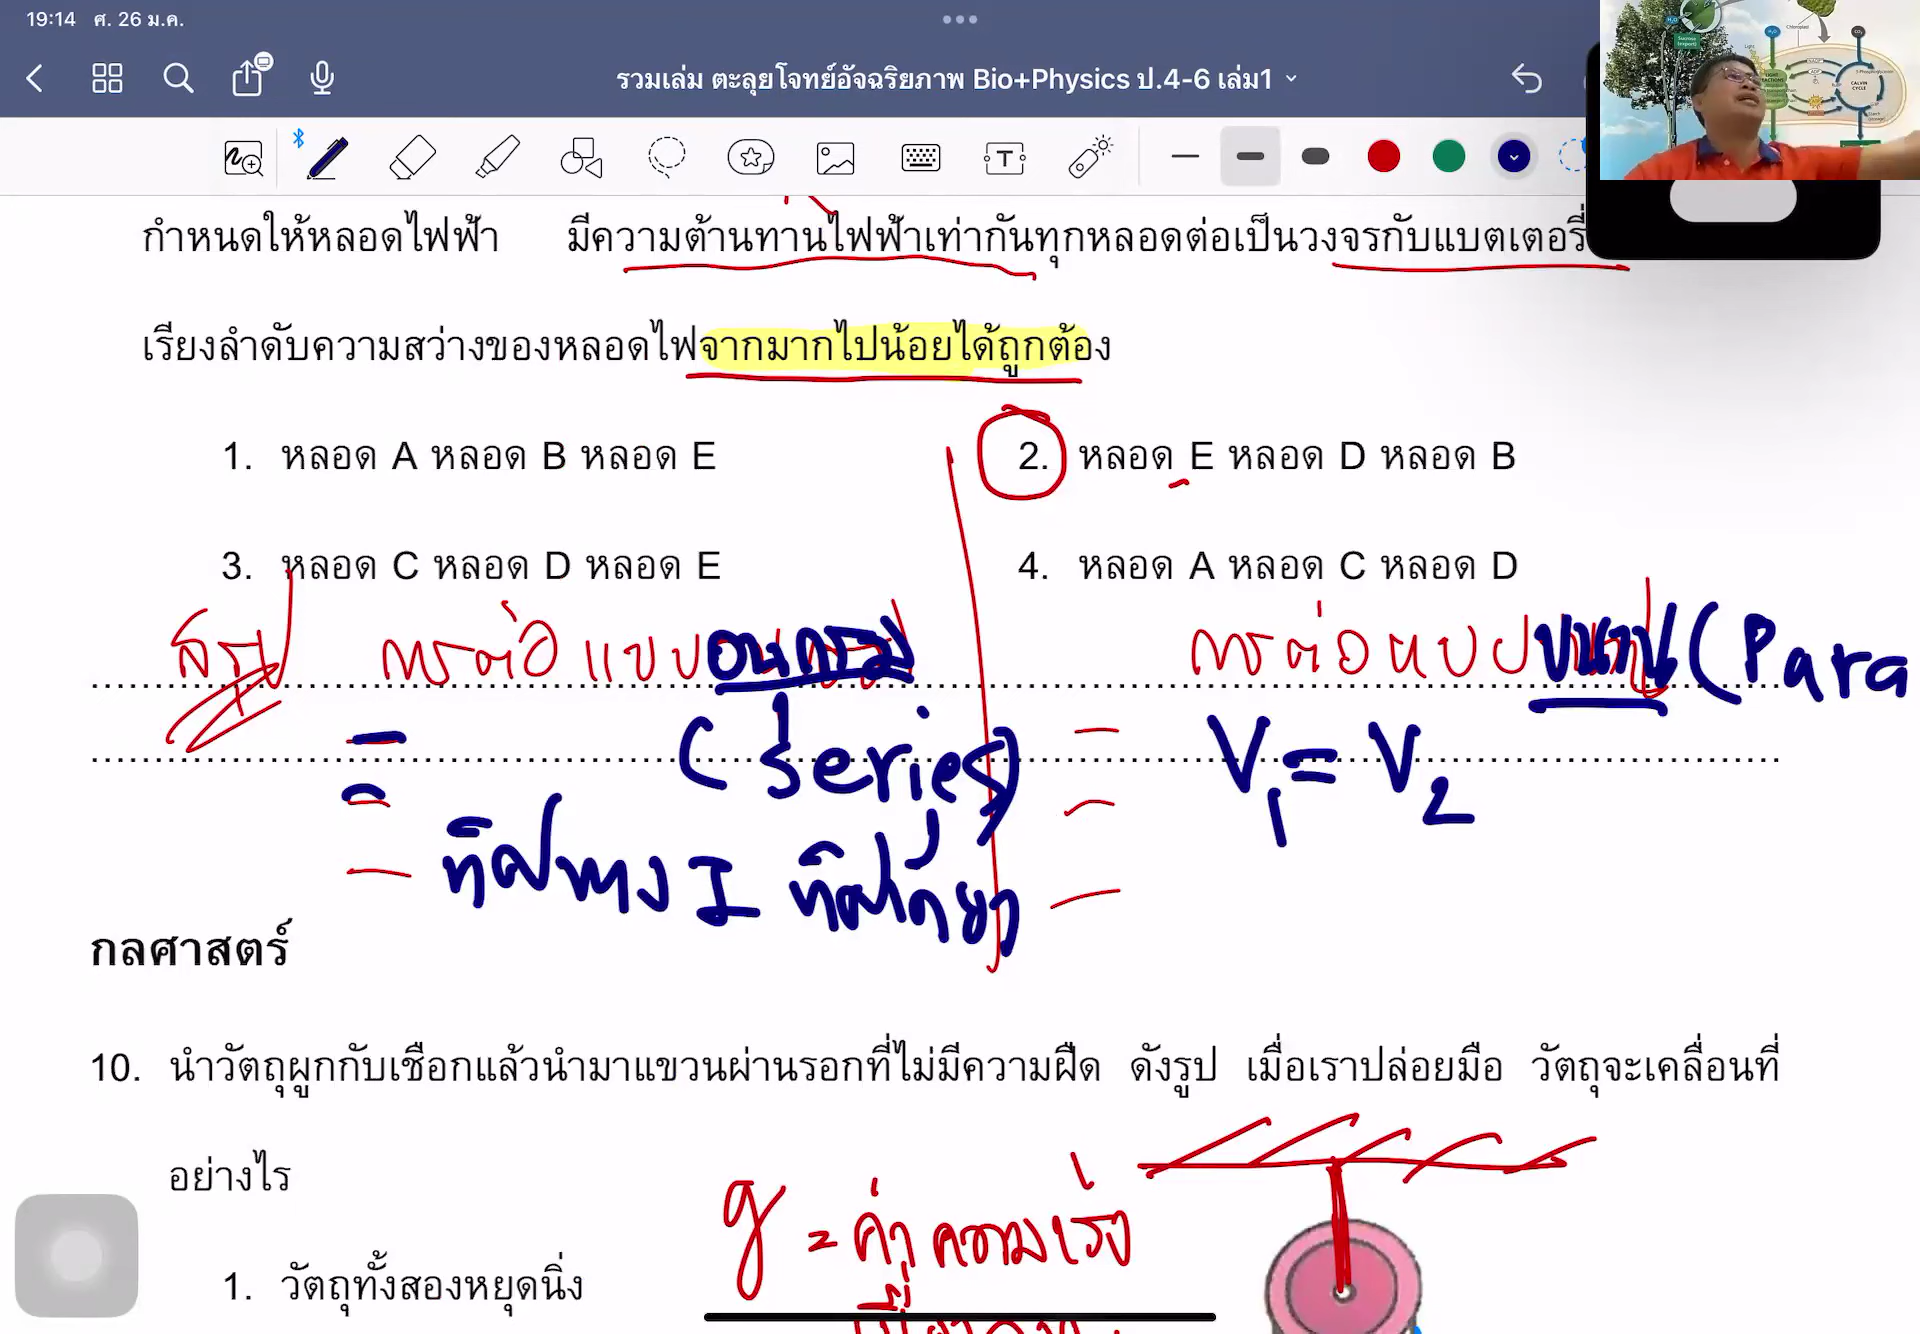 19:14 ศ. 26 ม.ค.
รวมเล่ม ตะลุยโจทย์อัจฉริยภาพ Bio+Physics ป.4-6 เล่ม1
กำหนดให้หลอดไฟฟ้า มีความต้านทานไฟฟ้าเท่ากันทุกหลอดต่อเป็นวงจรกับแบตเตอรี่
เรียงลำดับความสว่างของหลอดไฟจากมากไปน้อยได้ถูกต้อง
1. หลอด A หลอด B หลอด E
2. หลอด E หลอด D หลอด B
3. หลอด C หลอด D หลอด E
4. หลอด A หลอด C หลอด D
สรุป การต่อแบบอนุกรม
(series)
ทิศทาง I ทิศเดียว
การต่อแบบขนาน (Para
V₁ = V₂
กลศาสตร์
10. นำวัตถุผูกกับเชือกแล้วนำมาแขวนผ่านรอกที่ไม่มีความฝืด ดังรูป เมื่อเราปล่อยมือ วัตถุจะเคลื่อนที่
อย่างไร
g = ค่าความเร่ง
1. วัตถุทั้งสองหยุดนิ่ง